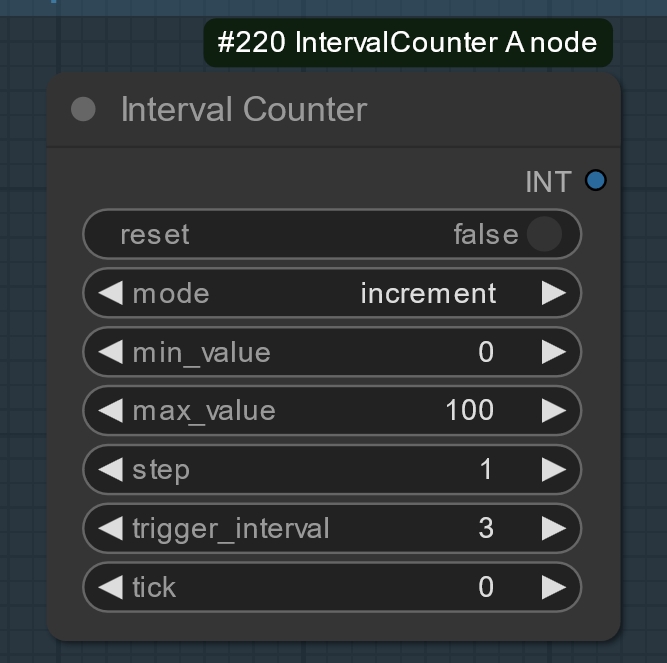 #220 IntervalCounter A node
Interval Counter
INT
reset false
mode increment
min_value 0
max_value 100
step 1
trigger_interval 3
tick 0